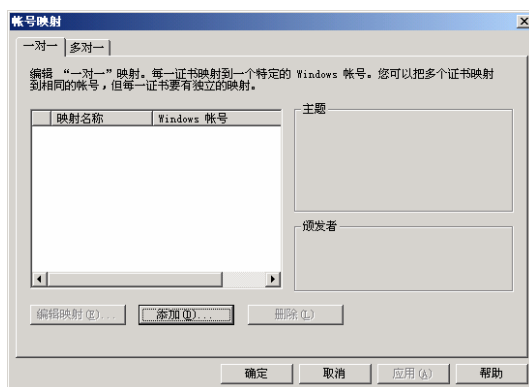 帐号映射
一对一 多对一
编辑 “一对一” 映射。每一证书映射到一个特定的 Windows 帐号。您可以把多个证书映射
到相同的帐号，但每一证书要有独立的映射。
映射名称 Windows 帐号
主题
颁发者
编辑映射(E)... 添加(D)... 删除(L)
确定 取消 应用(A) 帮助